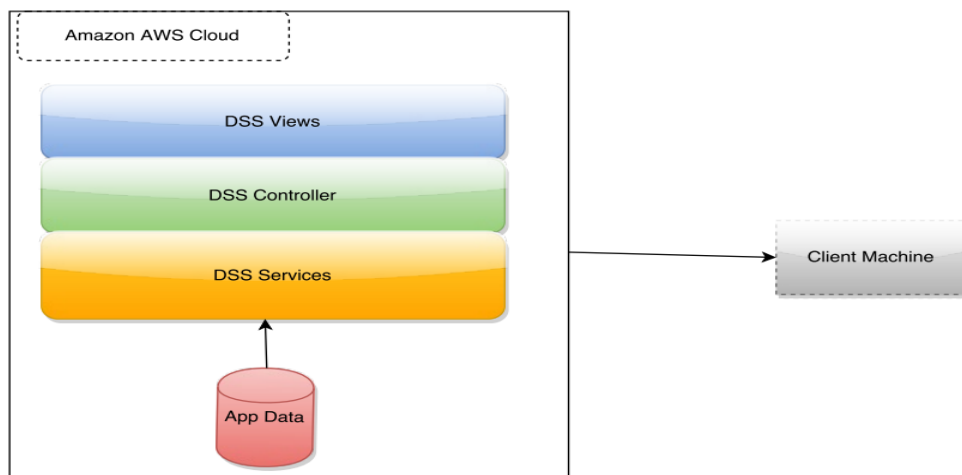 Amazon AWS Cloud
DSS Views
DSS Controller
DSS Services
App Data
Client Machine